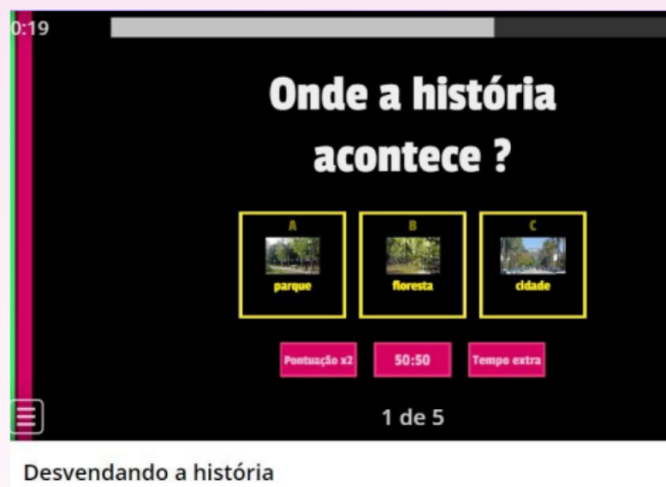 0:19
Onde a história
acontece ?
A
B
C
parque
floresta
cidade
Pontuação x2
50:50
Tempo extra
1 de 5
Desvendando a história